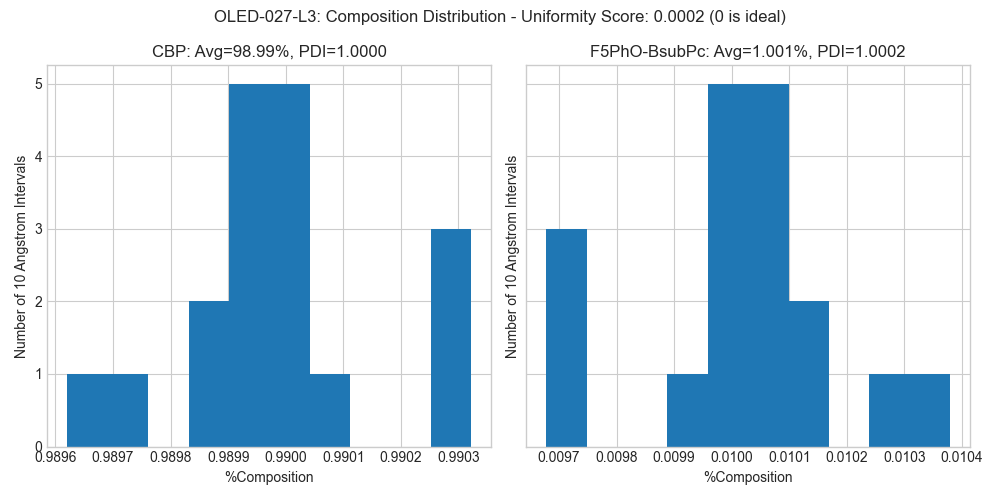 OLED-027-L3: Composition Distribution - Uniformity Score: 0.0002 (0 is ideal)
CBP: Avg=98.99%, PDI=1.0000
F5PhO-BsubPc: Avg=1.001%, PDI=1.0002
Number of 10 Angstrom Intervals
5
4
3
2
1
0
0.9896 0.9897 0.9898 0.9899 0.9900 0.9901 0.9902 0.9903
%Composition
Number of 10 Angstrom Intervals
0.0097 0.0098 0.0099 0.0100 0.0101 0.0102 0.0103 0.0104
%Composition